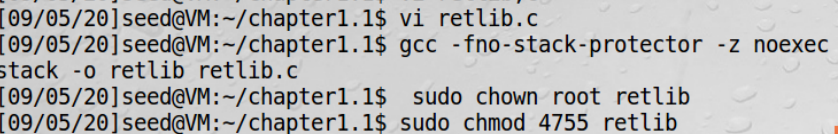 [09/05/20]seed@VM:~/chapter1.1$ vi retlib.c
[09/05/20]seed@VM:~/chapter1.1$ gcc -fno-stack-protector -z noexec
stack -o retlib retlib.c
[09/05/20]seed@VM:~/chapter1.1$  sudo chown root retlib
[09/05/20]seed@VM:~/chapter1.1$ sudo chmod 4755 retlib